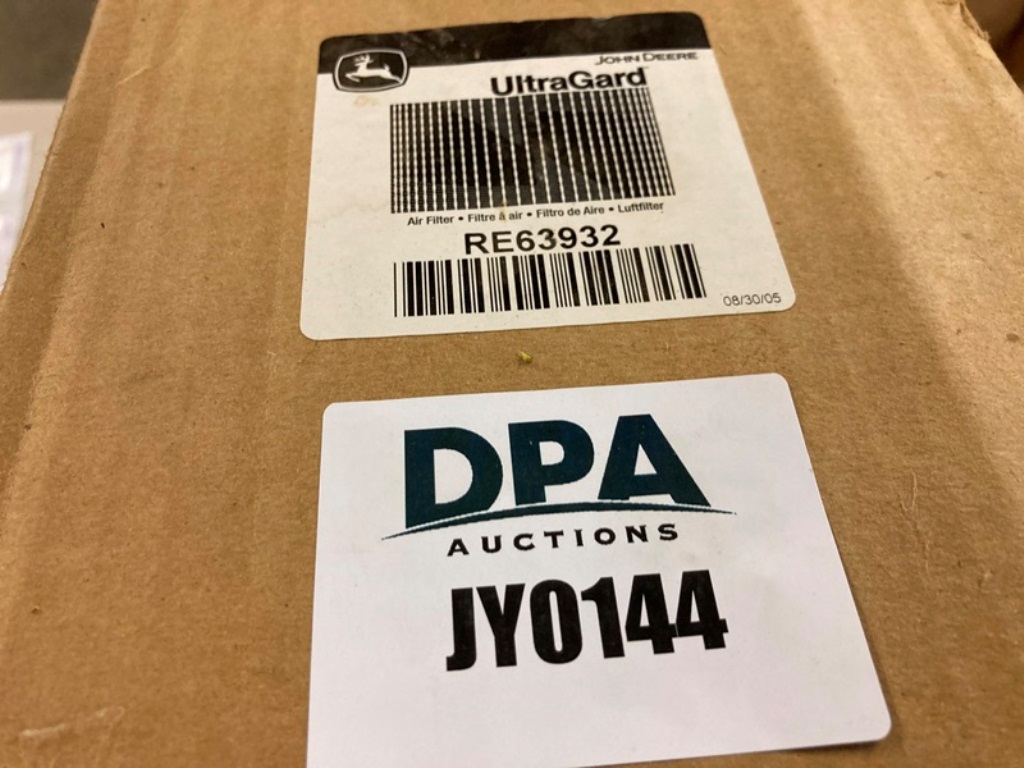 JOHN DEERE
UltraGard
Air Filter • Filtre à air • Filtro de Aire • Luftfilter
RE63932
08/30/05
DPA
AUCTIONS
JY0144